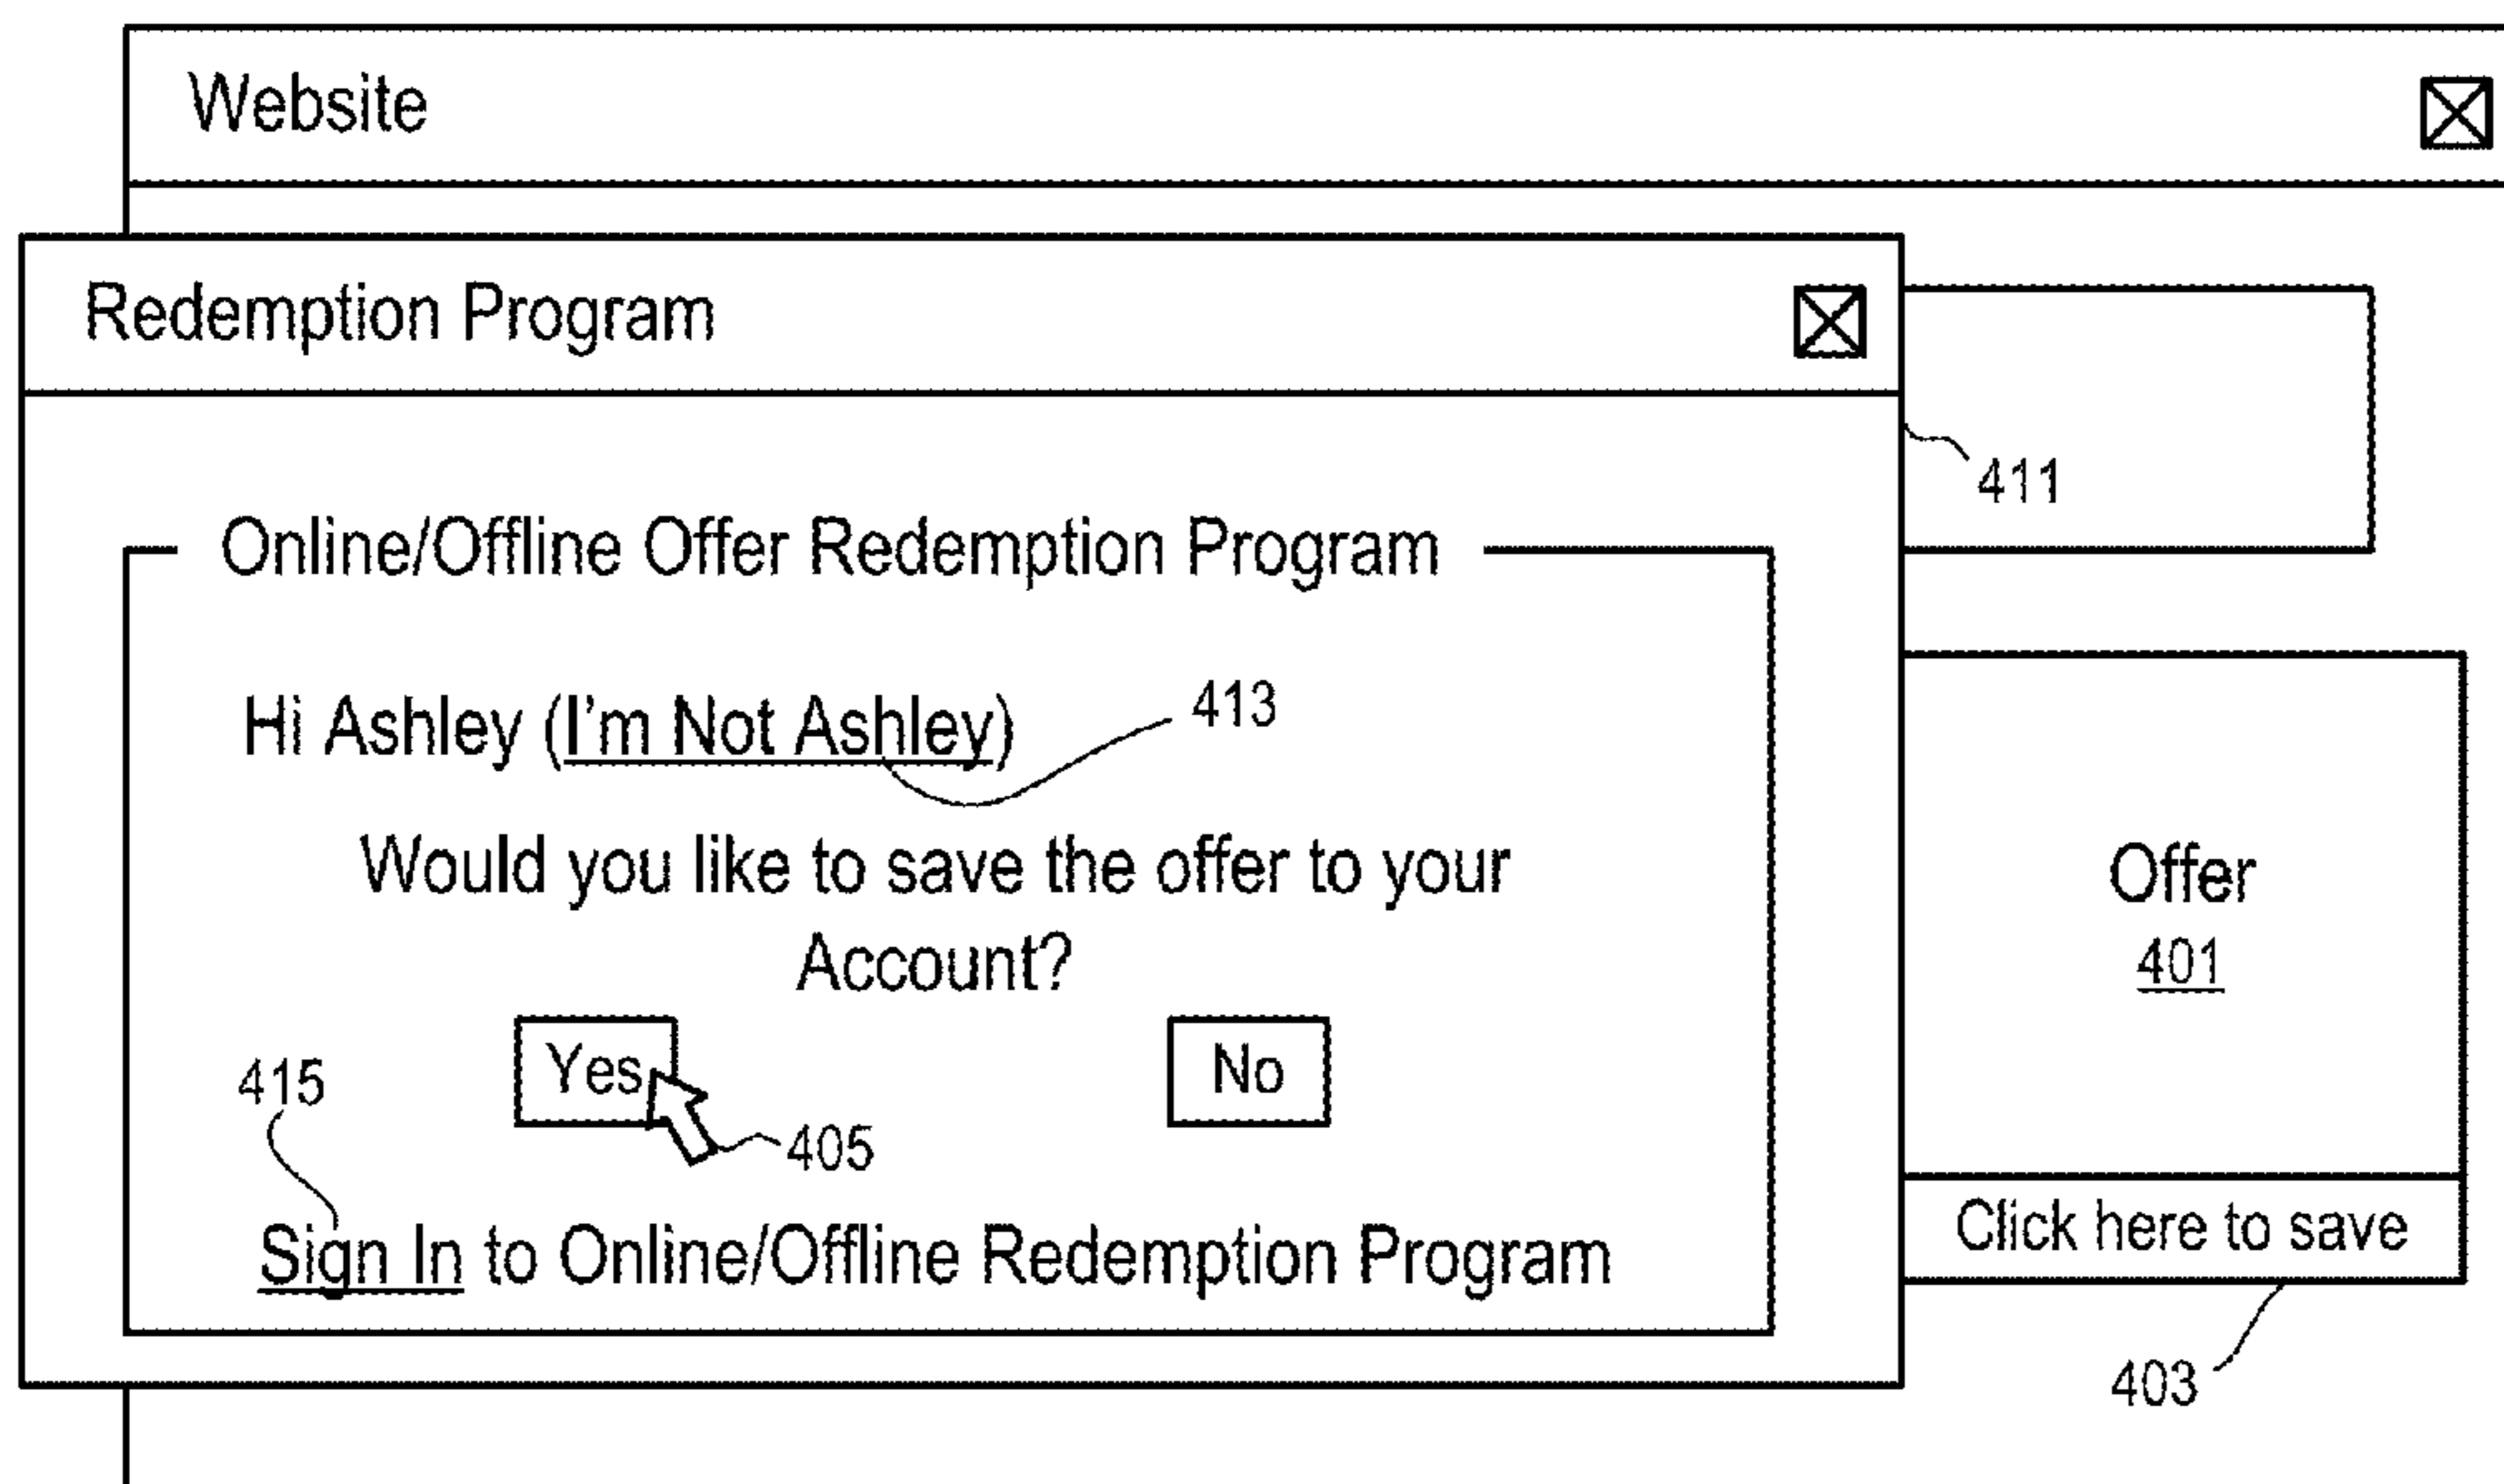 Website
Redemption Program
411
Online/Offline Offer Redemption Program
Hi Ashley (I'm Not Ashley)
413
Would you like to save the offer to your
Account?
Offer
401
Yes
No
415
405
Click here to save
Sign In to Online/Offline Redemption Program
403